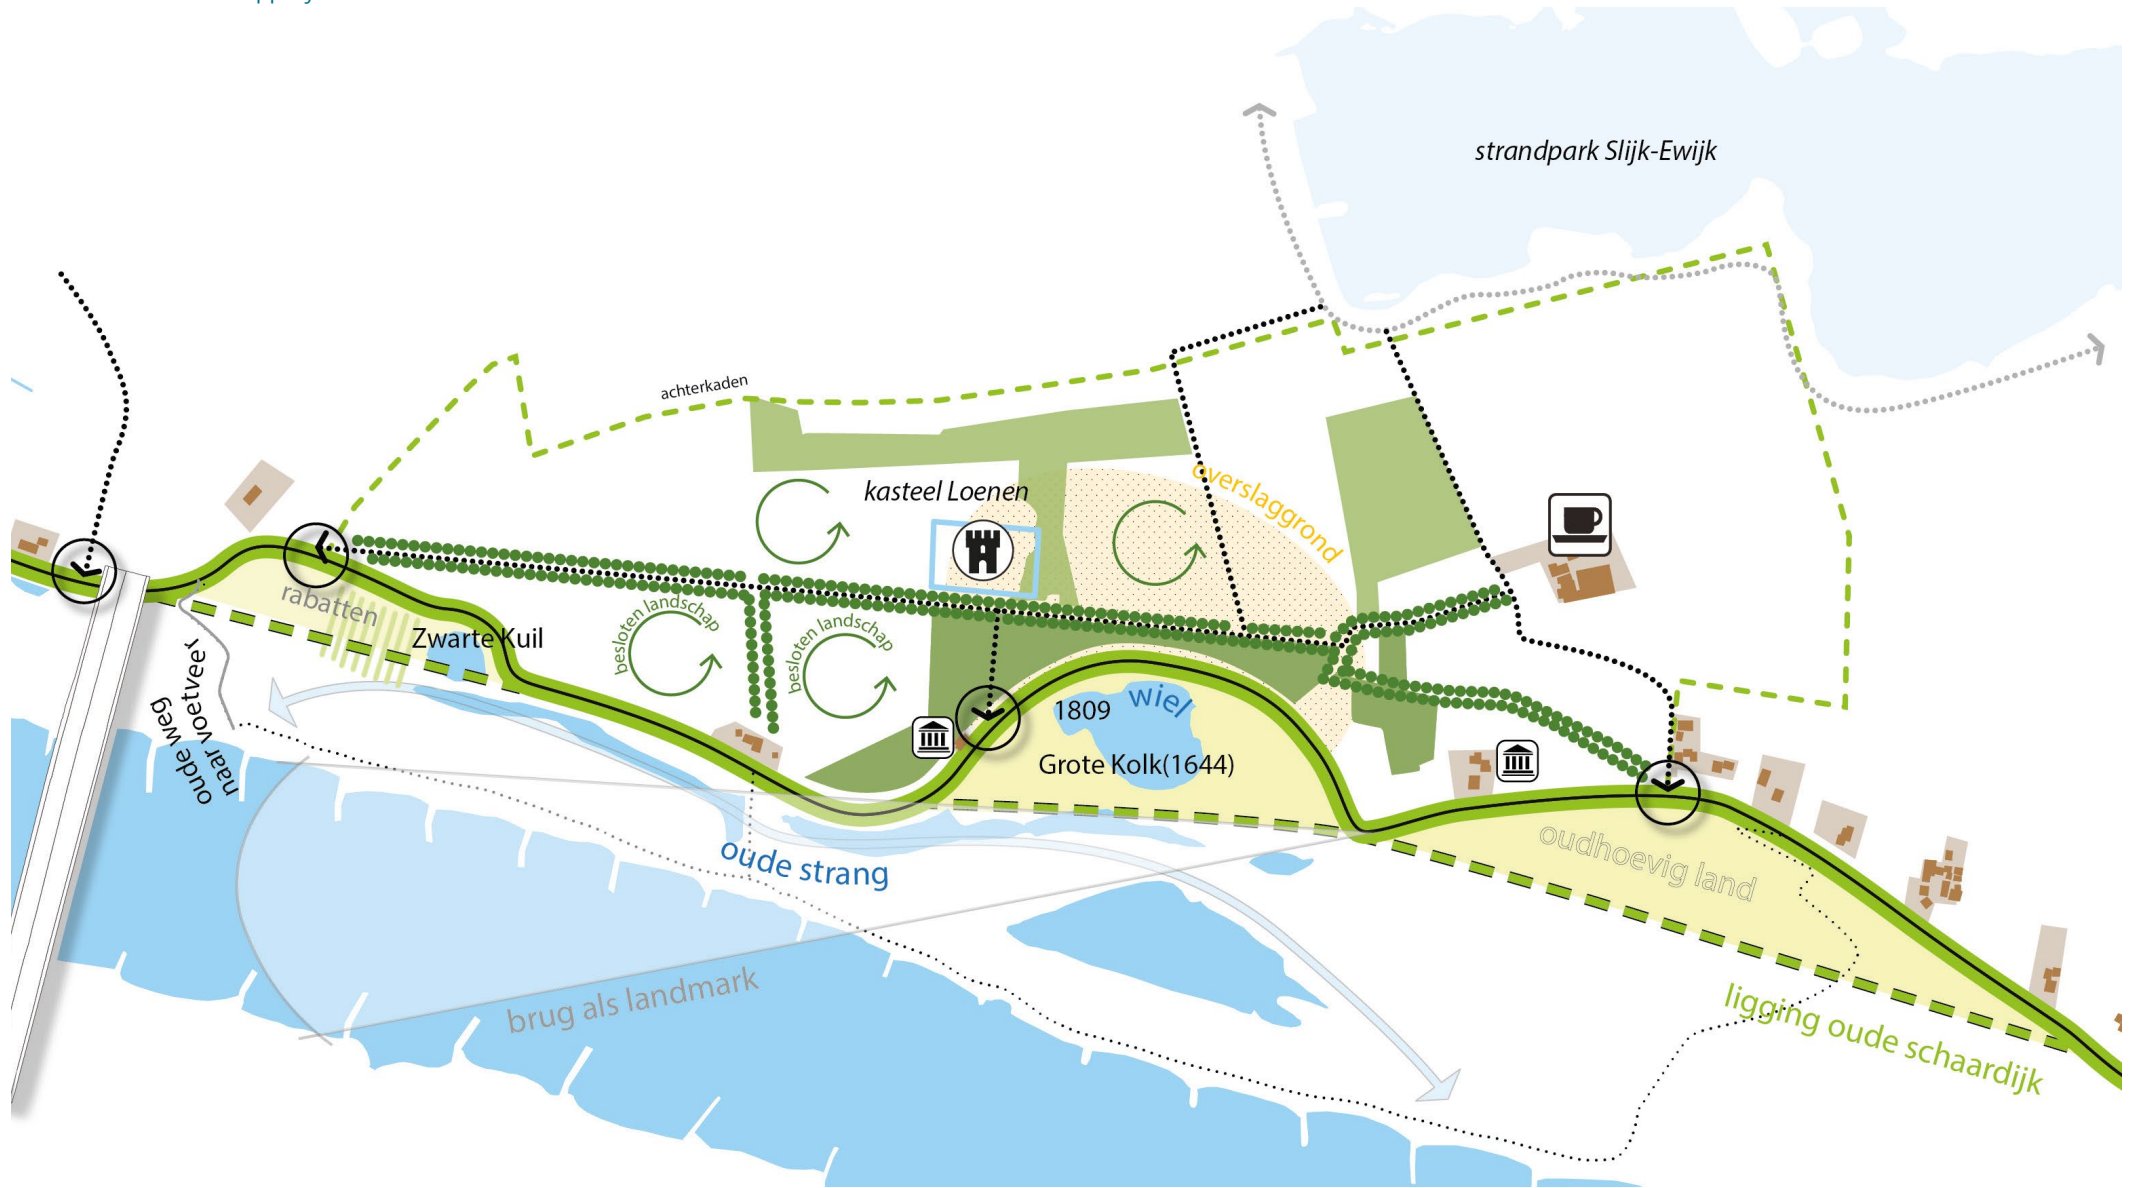 strandpark Slijk-Ewijk
achterkaden
kasteel Loenen
overslaggrond
rabatten
Zwarte Kuil
besloten landschap
besloten landschap
oude weg
naar voetveer
1809
wiel
Grote Kolk(1644)
oude strang
oudhoevig land
brug als landmark
ligging oude schaardijk